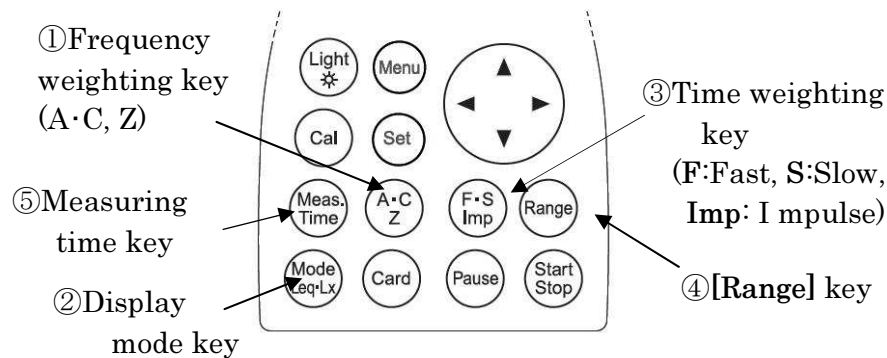 ①Frequency
weighting key
(A･C, Z)
Light
Menu
③Time weighting
key
(F:Fast, S:Slow,
Imp: I mpulse)
Cal
Set
⑤Measuring
time key
Meas.
Time
A･C
Z
F･S
Imp
Range
②Display
mode key
Mode
Leq･Lx
Card
Pause
Start
Stop
④[Range] key